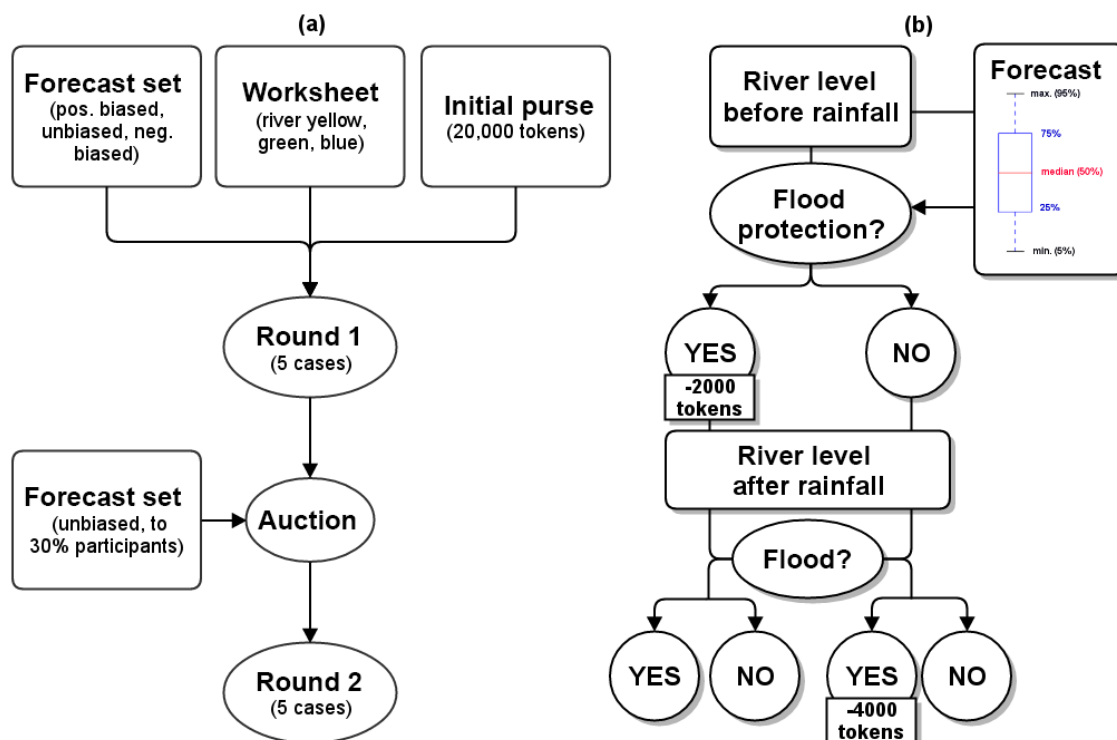 (a)
Forecast set
(pos. biased,
unbiased, neg.
biased)
Worksheet
(river yellow,
green, blue)
Initial purse
(20,000 tokens)
Round 1
(5 cases)
Forecast set
(unbiased, to
30% participants)
Auction
Round 2
(5 cases)
(b)
River level
before rainfall
Forecast
max. (95%)
75%
median (50%)
25%
min. (5%)
Flood
protection?
YES
-2000
tokens
NO
River level
after rainfall
Flood?
YES
NO
YES
-4000
tokens
NO